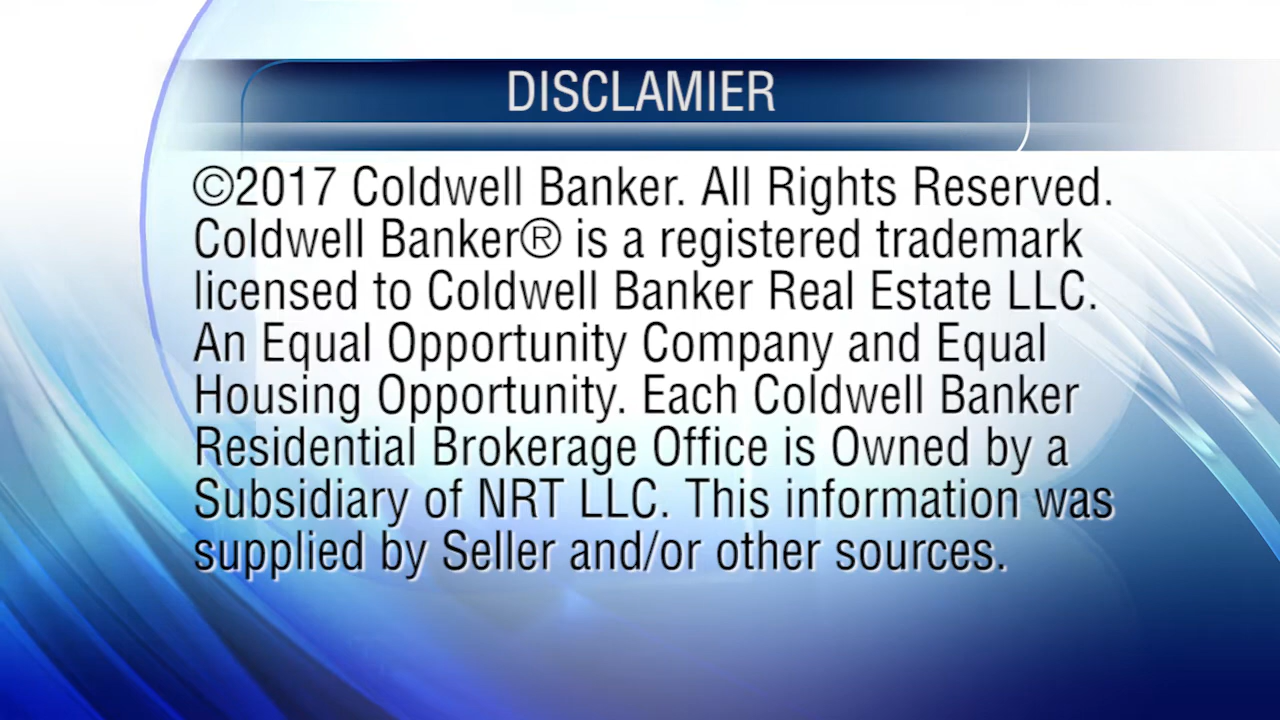 DISCLAMIER
©2017 Coldwell Banker. All Rights Reserved.
Coldwell Banker® is a registered trademark
licensed to Coldwell Banker Real Estate LLC.
An Equal Opportunity Company and Equal
Housing Opportunity. Each Coldwell Banker
Residential Brokerage Office is Owned by a
Subsidiary of NRT LLC. This information was
supplied by Seller and/or other sources.